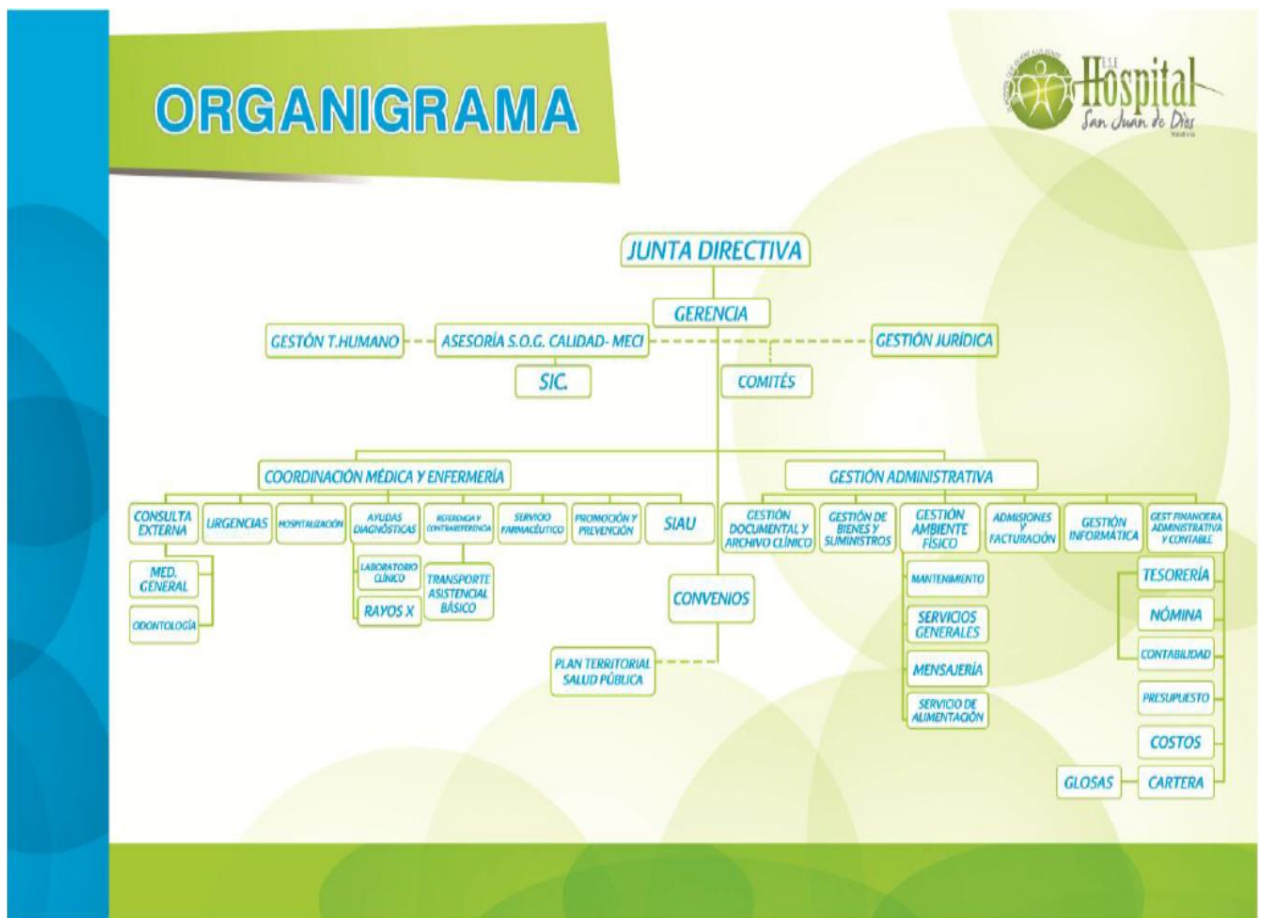 ORGANIGRAMA
E.S.E
Hospital
San Juan de Dios
JUNTA DIRECTIVA
GERENCIA
GESTÓN T.HUMANO
ASESORÍA S.O.G. CALIDAD- MECI
GESTIÓN JURÍDICA
SIC.
COMITÉS
COORDINACIÓN MÉDICA Y ENFERMERÍA
GESTIÓN ADMINISTRATIVA
CONSULTA
EXTERNA
URGENCIAS
HOSPITALIZACIÓN
AYUDAS
DIAGNÓSTICAS
REFERENCIA Y
CONTRAREFERENCIA
SERVICIO
FARMACÉUTICO
PROMOCIÓN Y
PREVENCIÓN
SIAU
GESTIÓN
DOCUMENTAL Y
ARCHIVO CLÍNICO
GESTIÓN DE
BIENES Y
SUMINISTROS
GESTIÓN
AMBIENTE
FÍSICO
ADMISIONES
Y
FACTURACIÓN
GESTIÓN
INFORMÁTICA
GEST FINANCIERA
ADMINISTRATIVA
Y CONTABLE
MED.
GENERAL
ODONTOLOGÍA
LABORATORIO
CLÍNICO
RAYOS X
TRANSPORTE
ASISTENCIAL
BÁSICO
CONVENIOS
PLAN TERRITORIAL
SALUD PÚBLICA
MANTENIMIENTO
SERVICIOS
GENERALES
MENSAJERÍA
SERVICIO DE
ALIMENTACIÓN
TESORERÍA
NÓMINA
CONTABILIDAD
PRESUPUESTO
COSTOS
GLOSAS
CARTERA